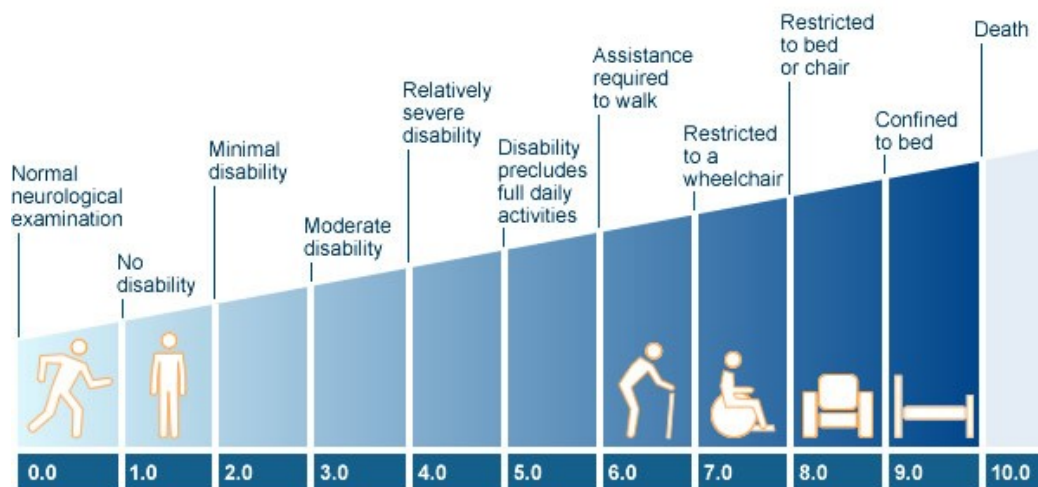 Normal
neurological
examination
No
disability
Minimal
disability
Moderate
disability
Relatively
severe
disability
Disability
precludes
full daily
activities
Assistance
required
to walk
Restricted
to a
wheelchair
Restricted
to bed
or chair
Confined
to bed
Death
0.0 1.0 2.0 3.0 4.0 5.0 6.0 7.0 8.0 9.0 10.0